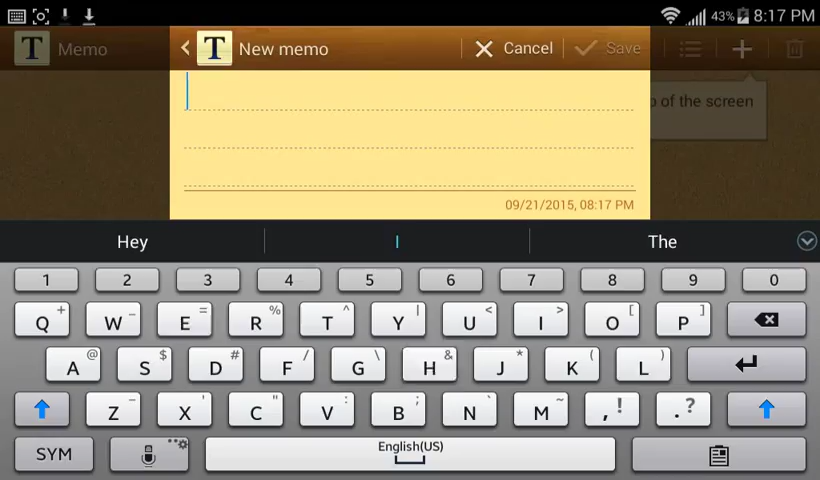 43% 8:17 PM
T Memo
T New memo
Cancel
Save
of the screen
09/21/2015, 08:17 PM
Hey I The
1 2 3 4 5 6 7 8 9 0
Q + W _ E = R % T ^ Y | U < I > O [ P ]
A @ S $ D # F / G \ H & J * K ( L )
Z - X ' C " V : B ; N ` M ~ , ! . ?
SYM English(US)